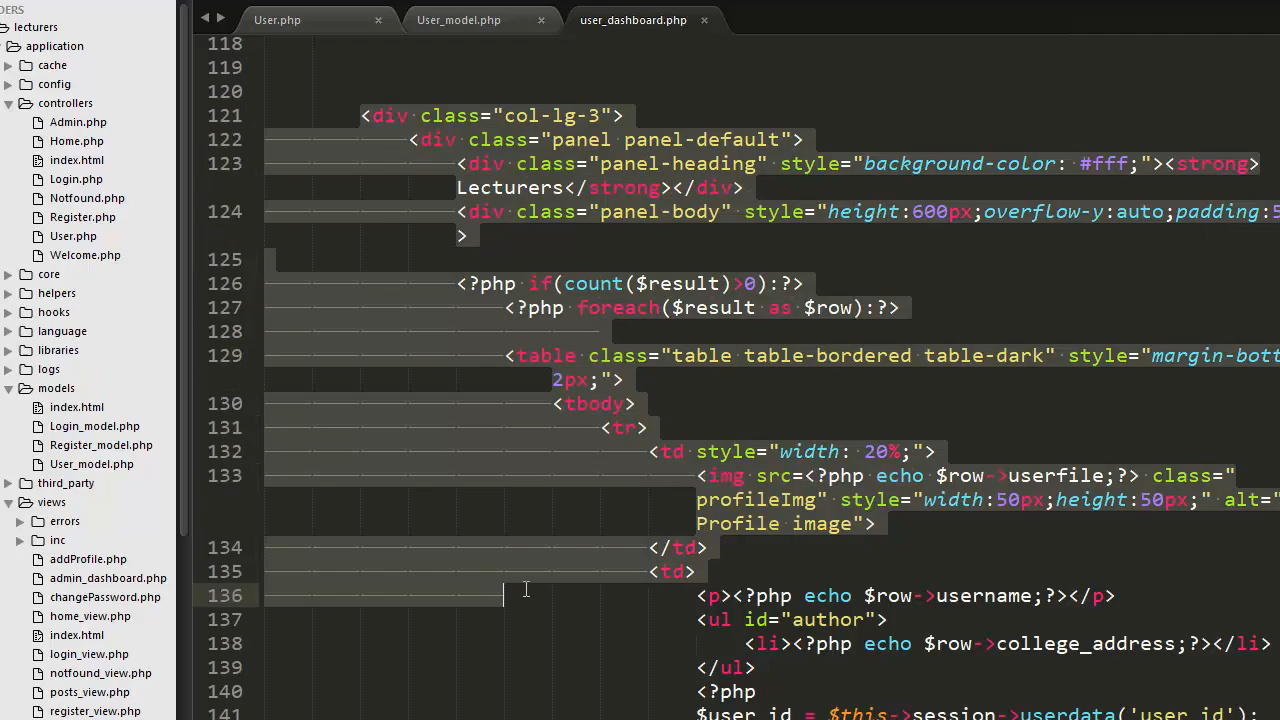 DERS
lecturers
application
cache
config
controllers
Admin.php
Home.php
index.html
Login.php
Notfound.php
Register.php
User.php
Welcome.php
core
helpers
hooks
language
libraries
logs
models
index.html
Login_model.php
Register_model.php
User_model.php
third_party
views
errors
inc
addProfile.php
admin_dashboard.php
changePassword.php
home_view.php
index.html
login_view.php
notfound_view.php
posts_view.php
register_view.php
User.php × User_model.php × user_dashboard.php ×
118
119
120
121 <div class="col-lg-3">
122 <div class="panel panel-default">
123 <div class="panel-heading" style="background-color: #fff;"><strong>
Lecturers</strong></div>
124 <div class="panel-body" style="height:600px;overflow-y:auto;padding:5
>
125
126 <?php if(count($result)>0):?>
127 <?php foreach($result as $row):?>
128
129 <table class="table table-bordered table-dark" style="margin-bott
2px;">
130 <tbody>
131 <tr>
132 <td style="width: 20%;">
133 <img src=<?php echo $row->userfile;?> class="
profileImg" style="width:50px;height:50px;" alt="
Profile image">
134 </td>
135 <td>
136 <p><?php echo $row->username;?></p>
137 <ul id="author">
138 <li><?php echo $row->college_address;?></li>
139 </ul>
140 <?php
141 $user_id = $this->session->userdata('user_id');